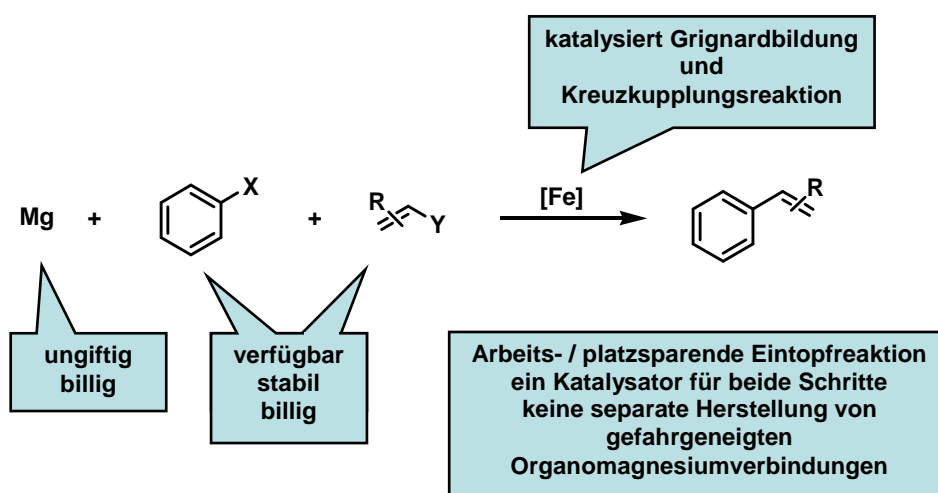 katalysiert Grignardbildung
und
Kreuzkupplungsreaktion
Mg + X + R Y [Fe] R
ungiftig
billig
verfügbar
stabil
billig
Arbeits- / platzsparende Eintopfreaktion
ein Katalysator für beide Schritte
keine separate Herstellung von
gefahrgeneigten
Organomagnesiumverbindungen